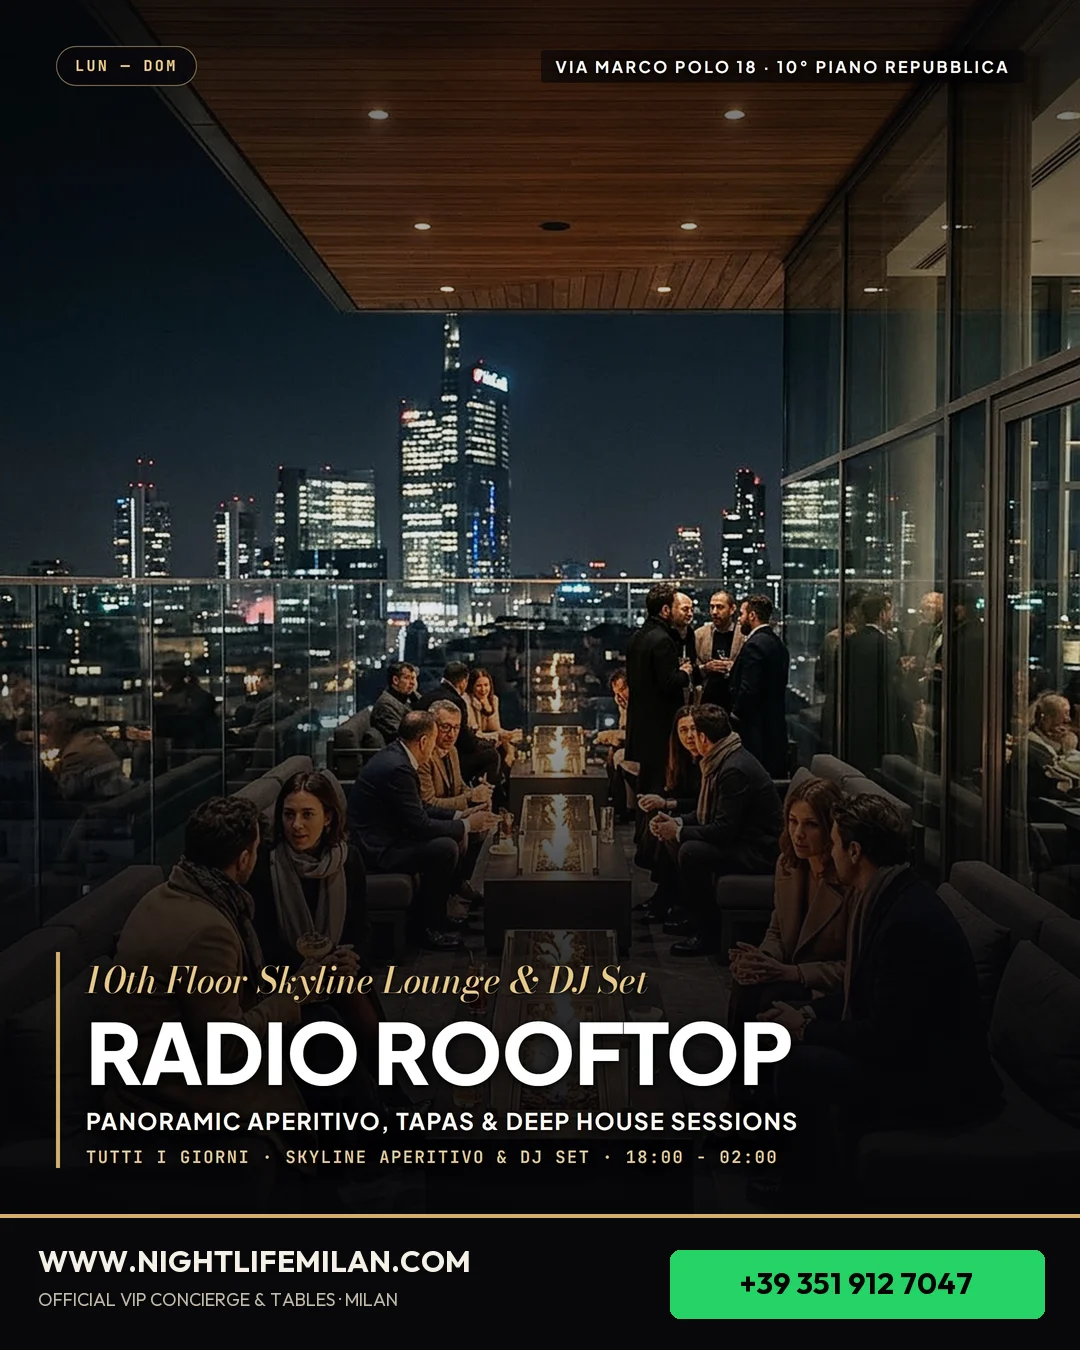 LUN — DOM
VIA MARCO POLO 18 · 10° PIANO REPUBBLICA
10th Floor Skyline Lounge & DJ Set
RADIO ROOFTOP
PANORAMIC APERITIVO, TAPAS & DEEP HOUSE SESSIONS
TUTTI I GIORNI · SKYLINE APERITIVO & DJ SET · 18:00 - 02:00
WWW.NIGHTLIFEMILAN.COM
OFFICIAL VIP CONCIERGE & TABLES · MILAN
+39 351 912 7047